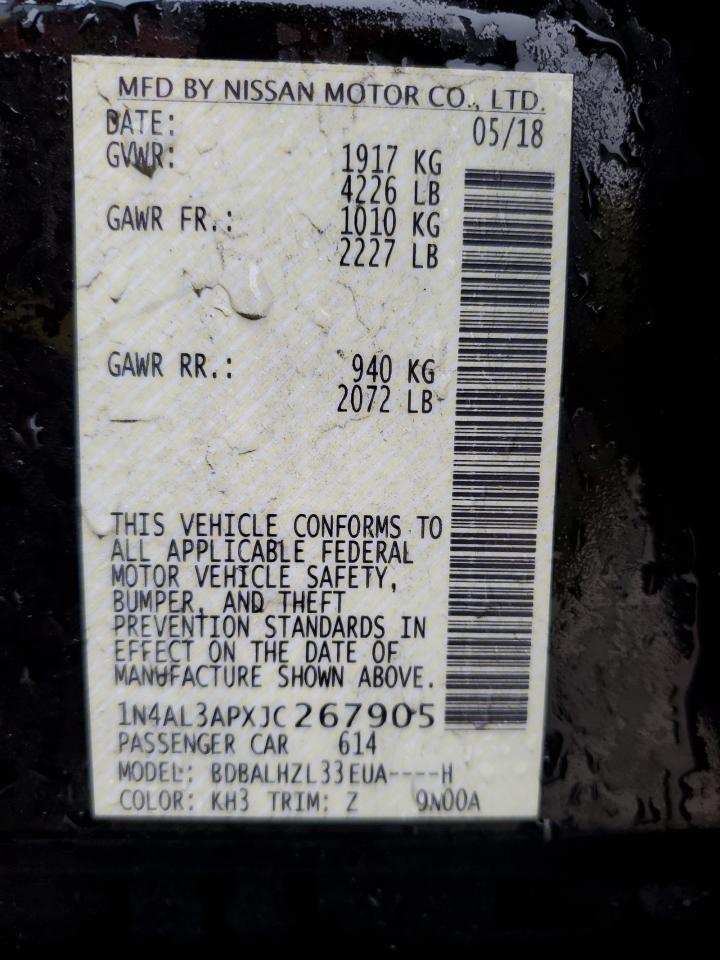 MFD BY NISSAN MOTOR CO., LTD.
DATE: 05/18
GVWR: 1917 KG
4226 LB
GAWR FR.: 1010 KG
2227 LB
GAWR RR.: 940 KG
2072 LB
THIS VEHICLE CONFORMS TO
ALL APPLICABLE FEDERAL
MOTOR VEHICLE SAFETY,
BUMPER, AND THEFT
PREVENTION STANDARDS IN
EFFECT ON THE DATE OF
MANUFACTURE SHOWN ABOVE.
1N4AL3APXJC267905
PASSENGER CAR 614
MODEL: BDBALHZL33EUA----H
COLOR: KH3 TRIM: Z 9N00A